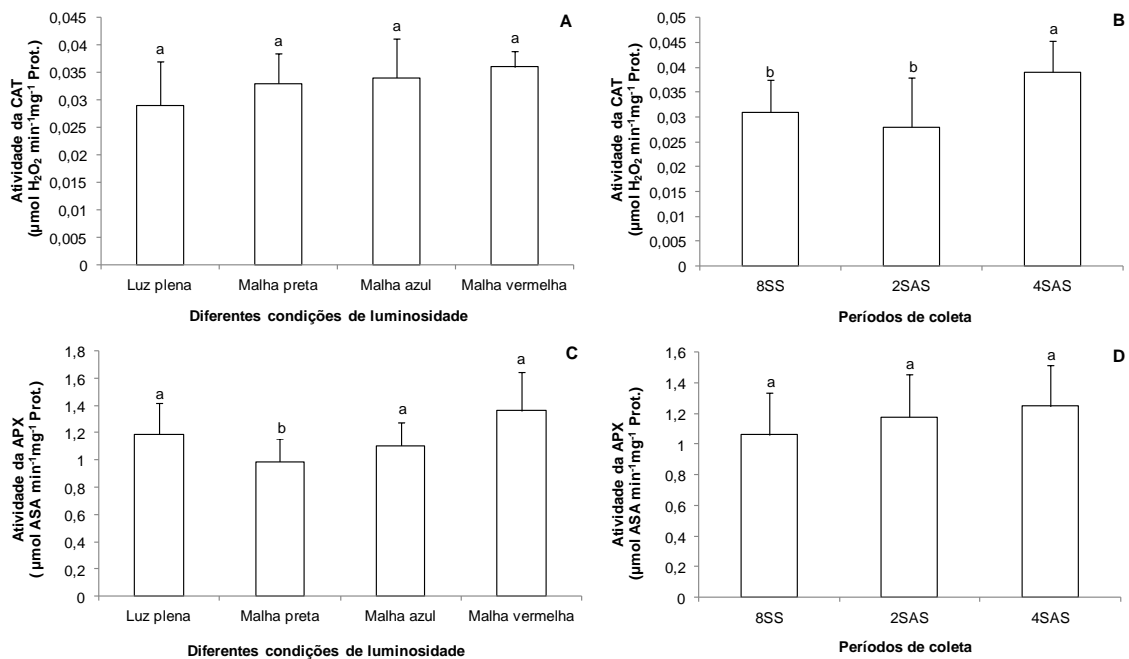 A
Atividade da CAT
(µmol H₂O₂ min⁻¹mg⁻¹ Prot.)
0,045
0,04
0,035
0,03
0,025
0,02
0,015
0,01
0,005
0
a
a
a
a
Luz plena
Malha preta
Malha azul
Malha vermelha
Diferentes condições de luminosidade
B
Atividade da CAT
(µmol H₂O₂ min⁻¹mg⁻¹ Prot.)
0,05
0,045
0,04
0,035
0,03
0,025
0,02
0,015
0,01
0,005
0
b
b
a
8SS
2SAS
4SAS
Períodos de coleta
C
Atividade da APX
( µmol ASA min⁻¹mg⁻¹ Prot.)
1,8
1,6
1,4
1,2
1
0,8
0,6
0,4
0,2
0
a
b
a
a
Luz plena
Malha preta
Malha azul
Malha vermelha
Diferentes condições de luminosidade
D
Atividade da APX
(µmol ASA min⁻¹mg⁻¹ Prot.)
1,6
1,4
1,2
1
0,8
0,6
0,4
0,2
0
a
a
a
8SS
2SAS
4SAS
Períodos de coleta